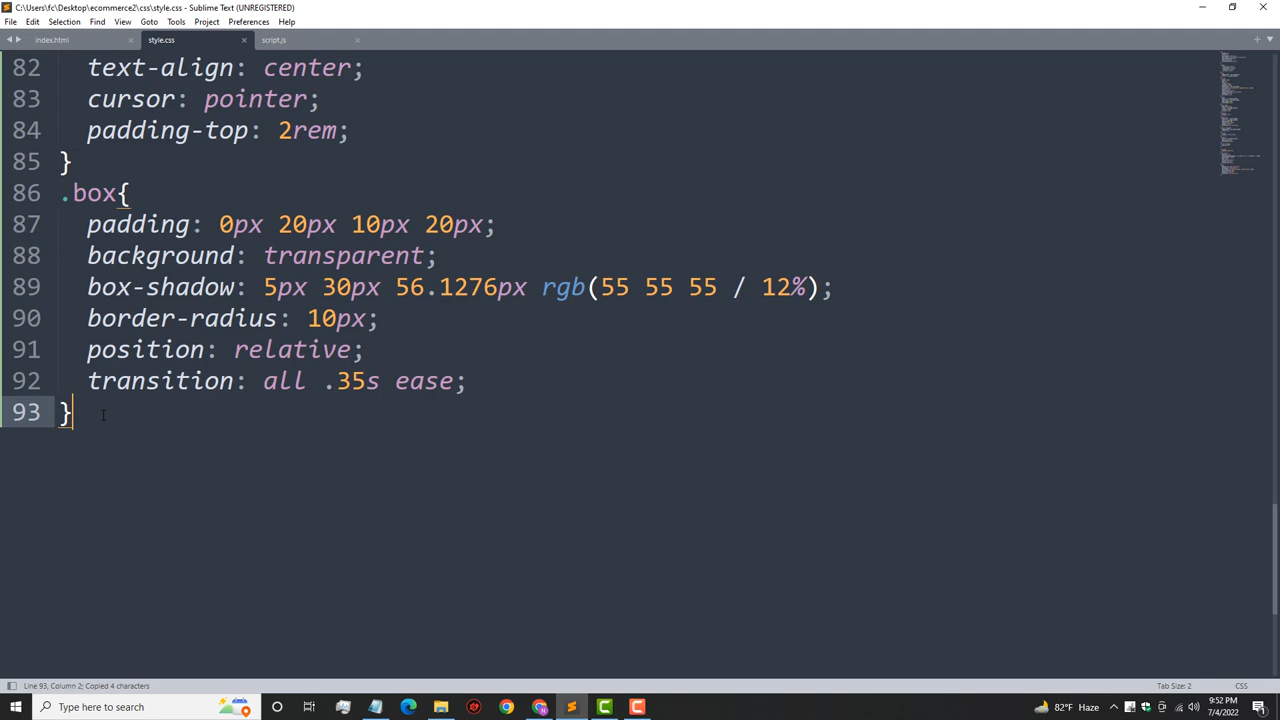 C:\Users\fc\Desktop\ecommerce2\css\style.css - Sublime Text (UNREGISTERED)
File Edit Selection Find View Goto Tools Project Preferences Help
index.html style.css script.js
82 text-align: center;
83 cursor: pointer;
84 padding-top: 2rem;
85 }
86 .box{
87 padding: 0px 20px 10px 20px;
88 background: transparent;
89 box-shadow: 5px 30px 56.1276px rgb(55 55 55 / 12%);
90 border-radius: 10px;
91 position: relative;
92 transition: all .35s ease;
93 }
Line 93, Column 2; Copied 4 characters Tab Size: 2 CSS
Type here to search 82°F Haze 9:52 PM
7/4/2022